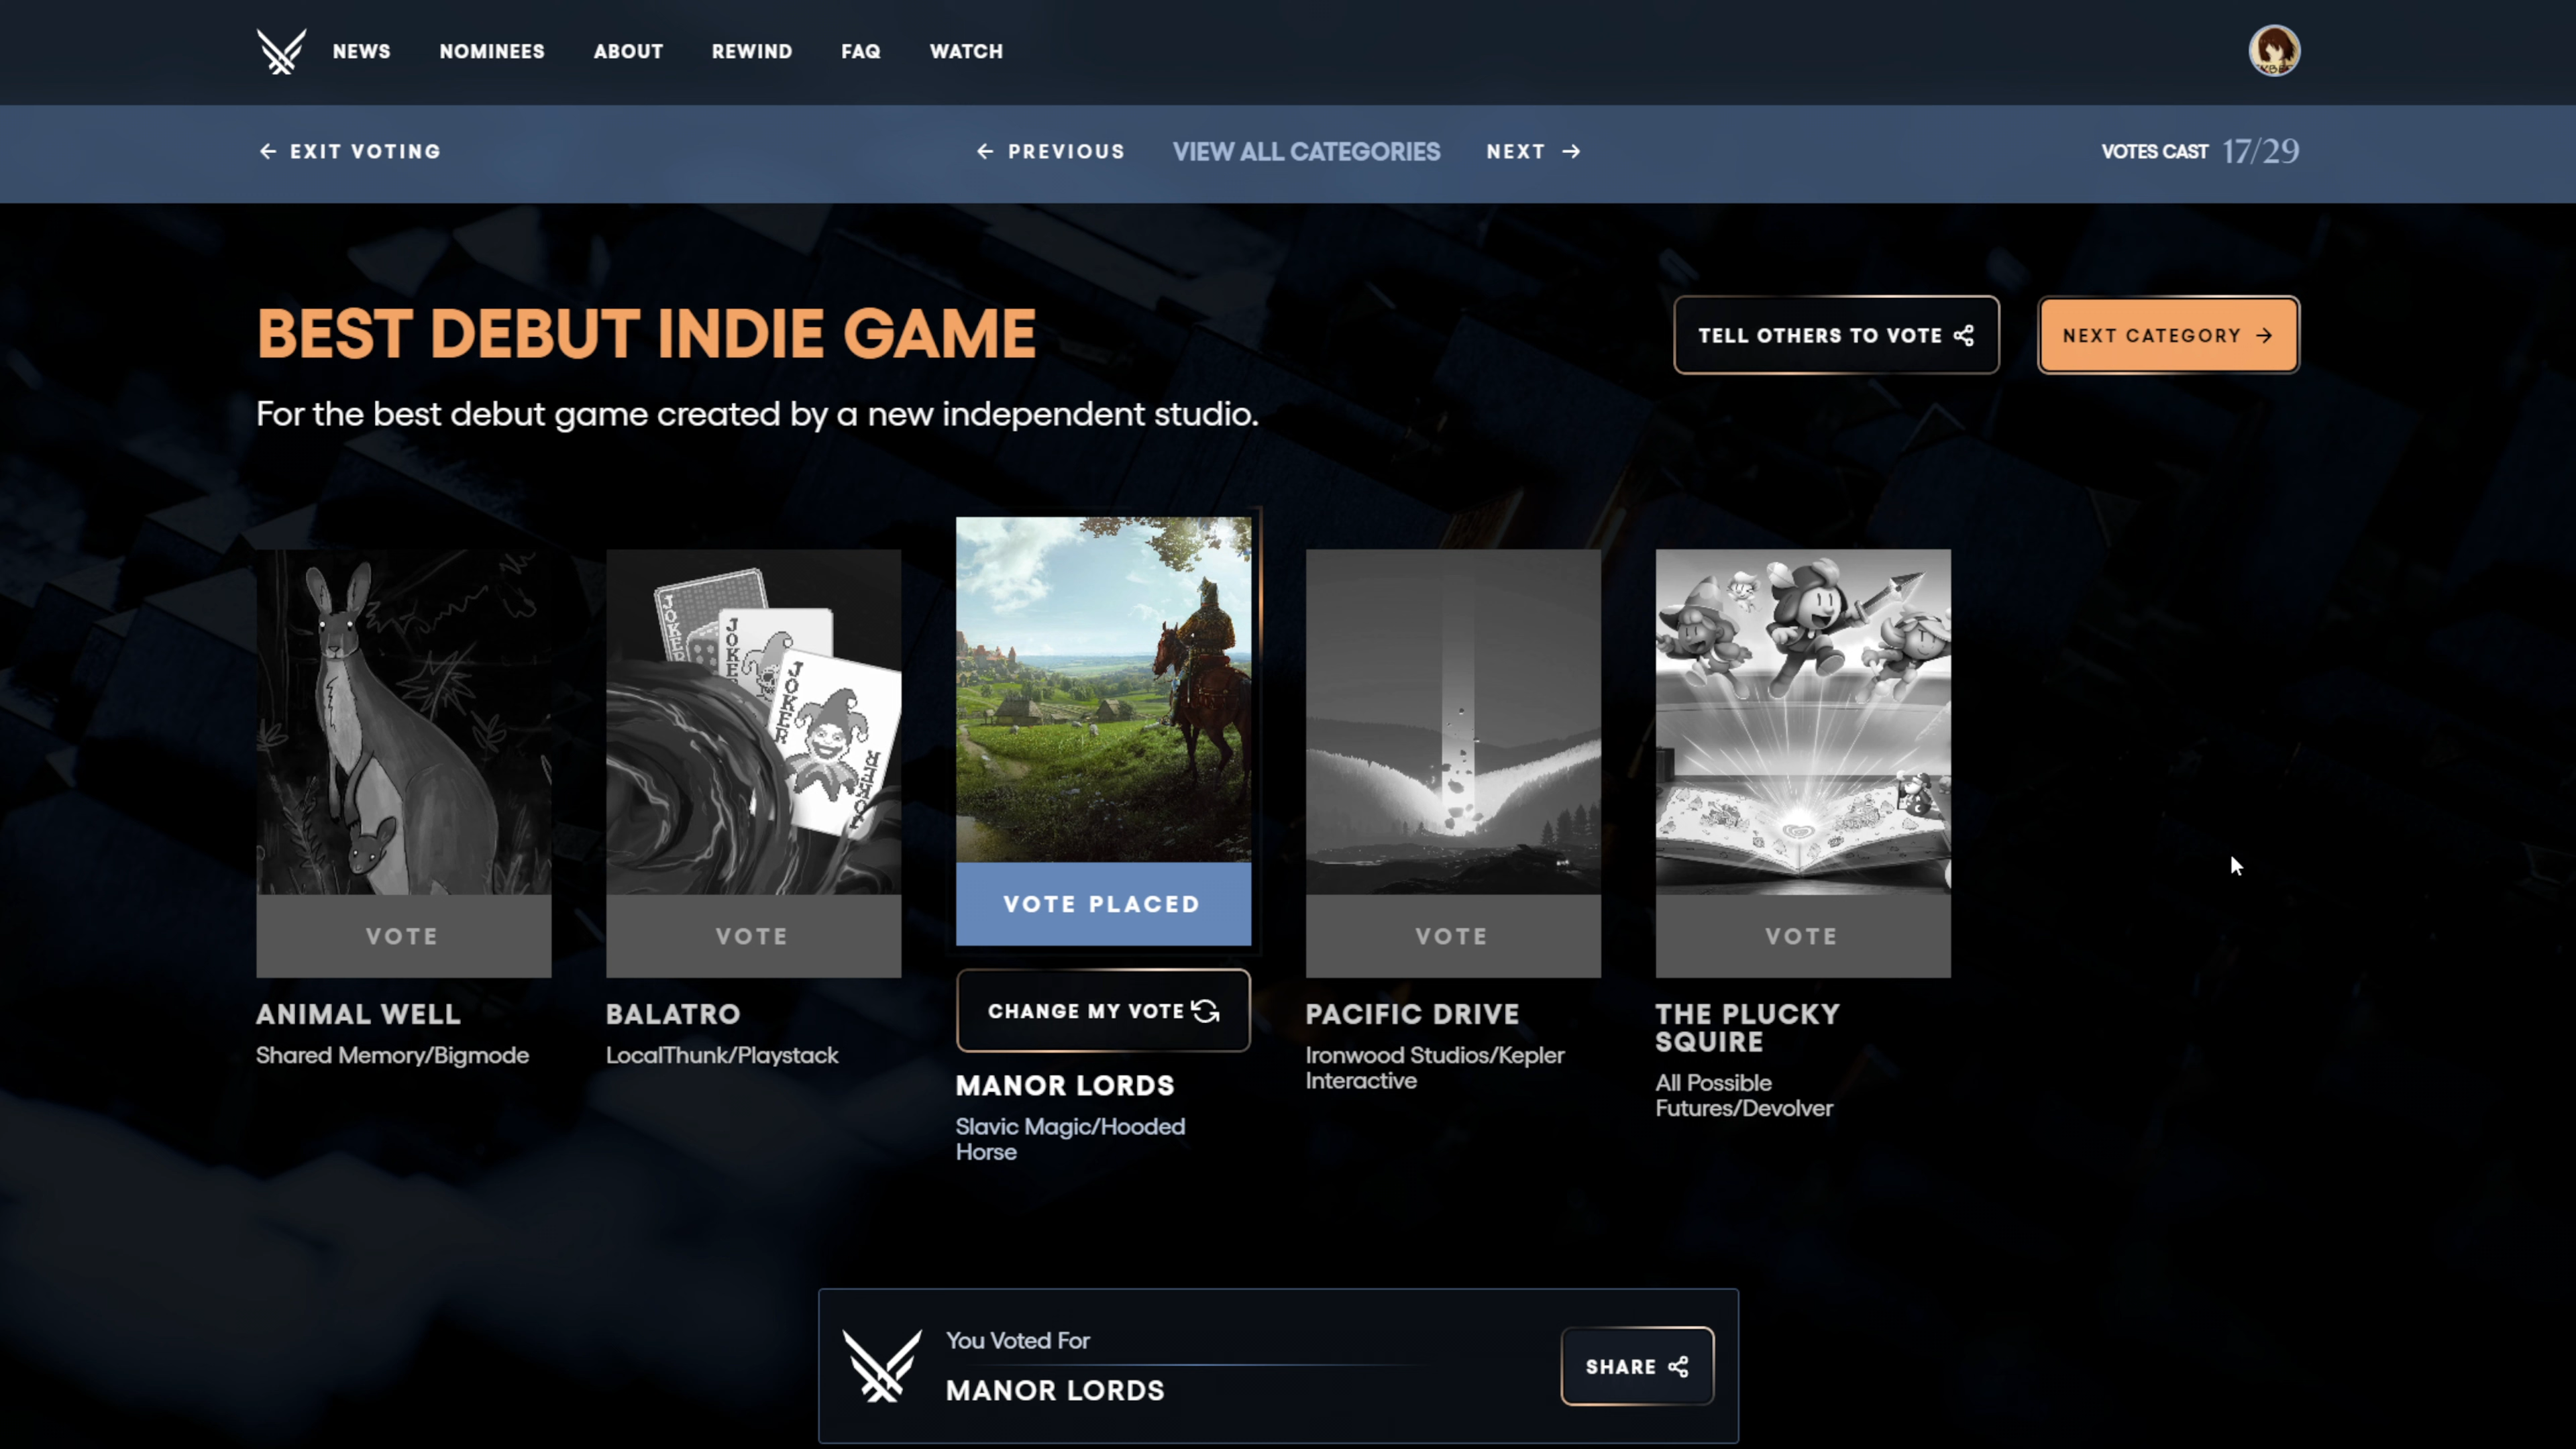 NEWS NOMINEES ABOUT REWIND FAQ WATCH
EXIT VOTING PREVIOUS VIEW ALL CATEGORIES NEXT VOTES CAST 17/29
BEST DEBUT INDIE GAME
TELL OTHERS TO VOTE NEXT CATEGORY
For the best debut game created by a new independent studio.
JOKER
JOKER
JOKER
JOKER
VOTE
ANIMAL WELL
Shared Memory/Bigmode
VOTE
BALATRO
LocalThunk/Playstack
VOTE PLACED
CHANGE MY VOTE
MANOR LORDS
Slavic Magic/Hooded
Horse
VOTE
PACIFIC DRIVE
Ironwood Studios/Kepler
Interactive
VOTE
THE PLUCKY
SQUIRE
All Possible
Futures/Devolver
You Voted For
MANOR LORDS
SHARE